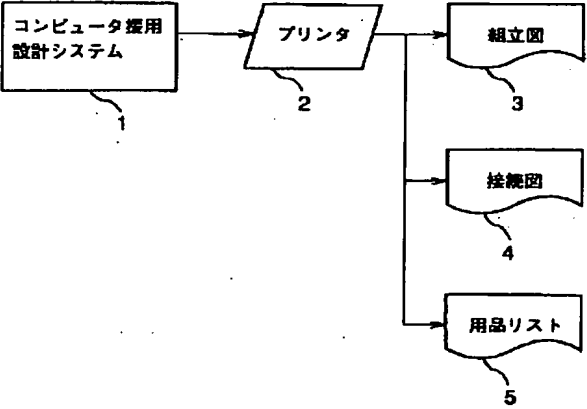 コンピュータ援用
設計システム
1
プリンタ
2
組立図
3
接続図
4
用品リスト
5